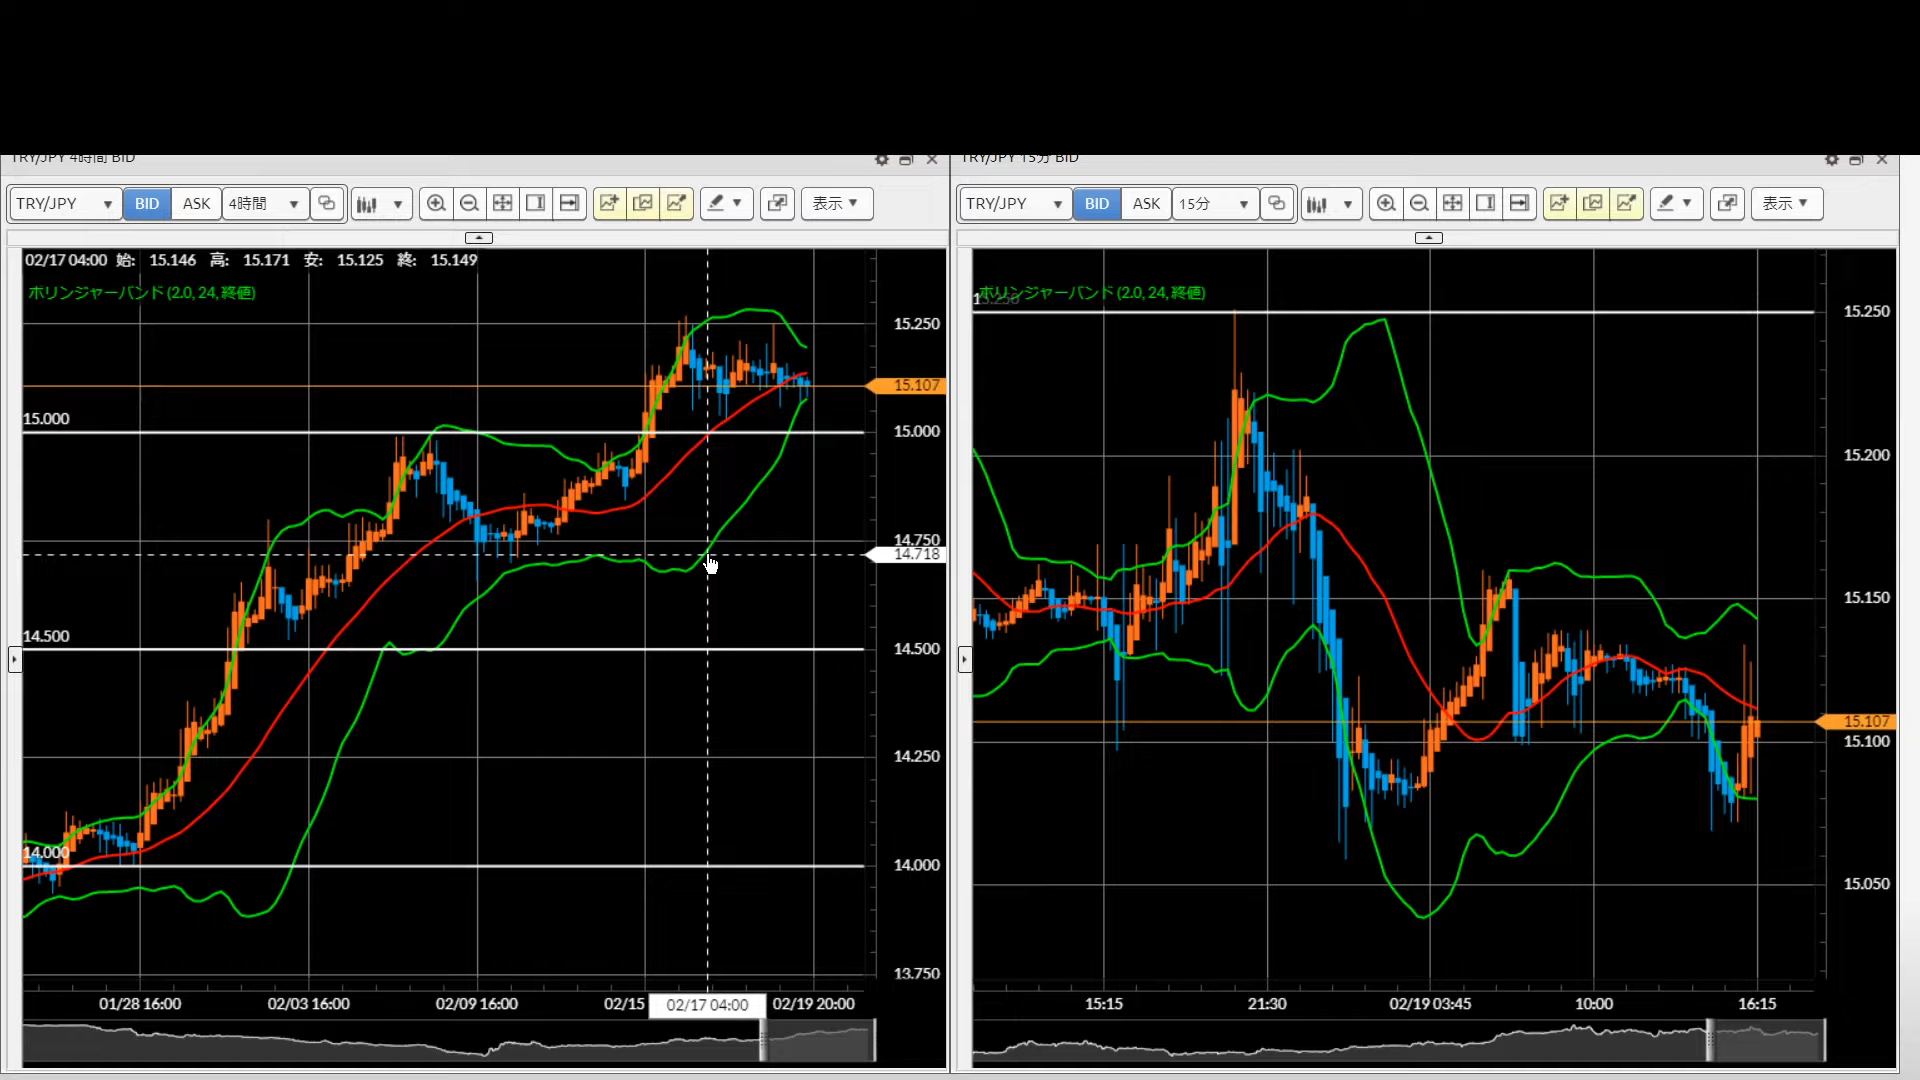 TRY/JPY 4時間 BID
TRY/JPY BID ASK 4時間 表示
02/17 04:00 始: 15.146 高: 15.171 安: 15.125 終: 15.149
ボリンジャーバンド (2.0, 24, 終値)
15.250
15.107
15.000 15.000
14.750
14.718
14.500 14.500
14.250
14.000 14.000
13.750
01/28 16:00 02/03 16:00 02/09 16:00 02/15 02/17 04:00 02/19 20:00
TRY/JPY 15分 BID
TRY/JPY BID ASK 15分 表示
ボリンジャーバンド (2.0, 24, 終値)
15.250 15.250
15.200
15.150
15.107
15.100
15.050
15:15 21:30 02/19 03:45 10:00 16:15